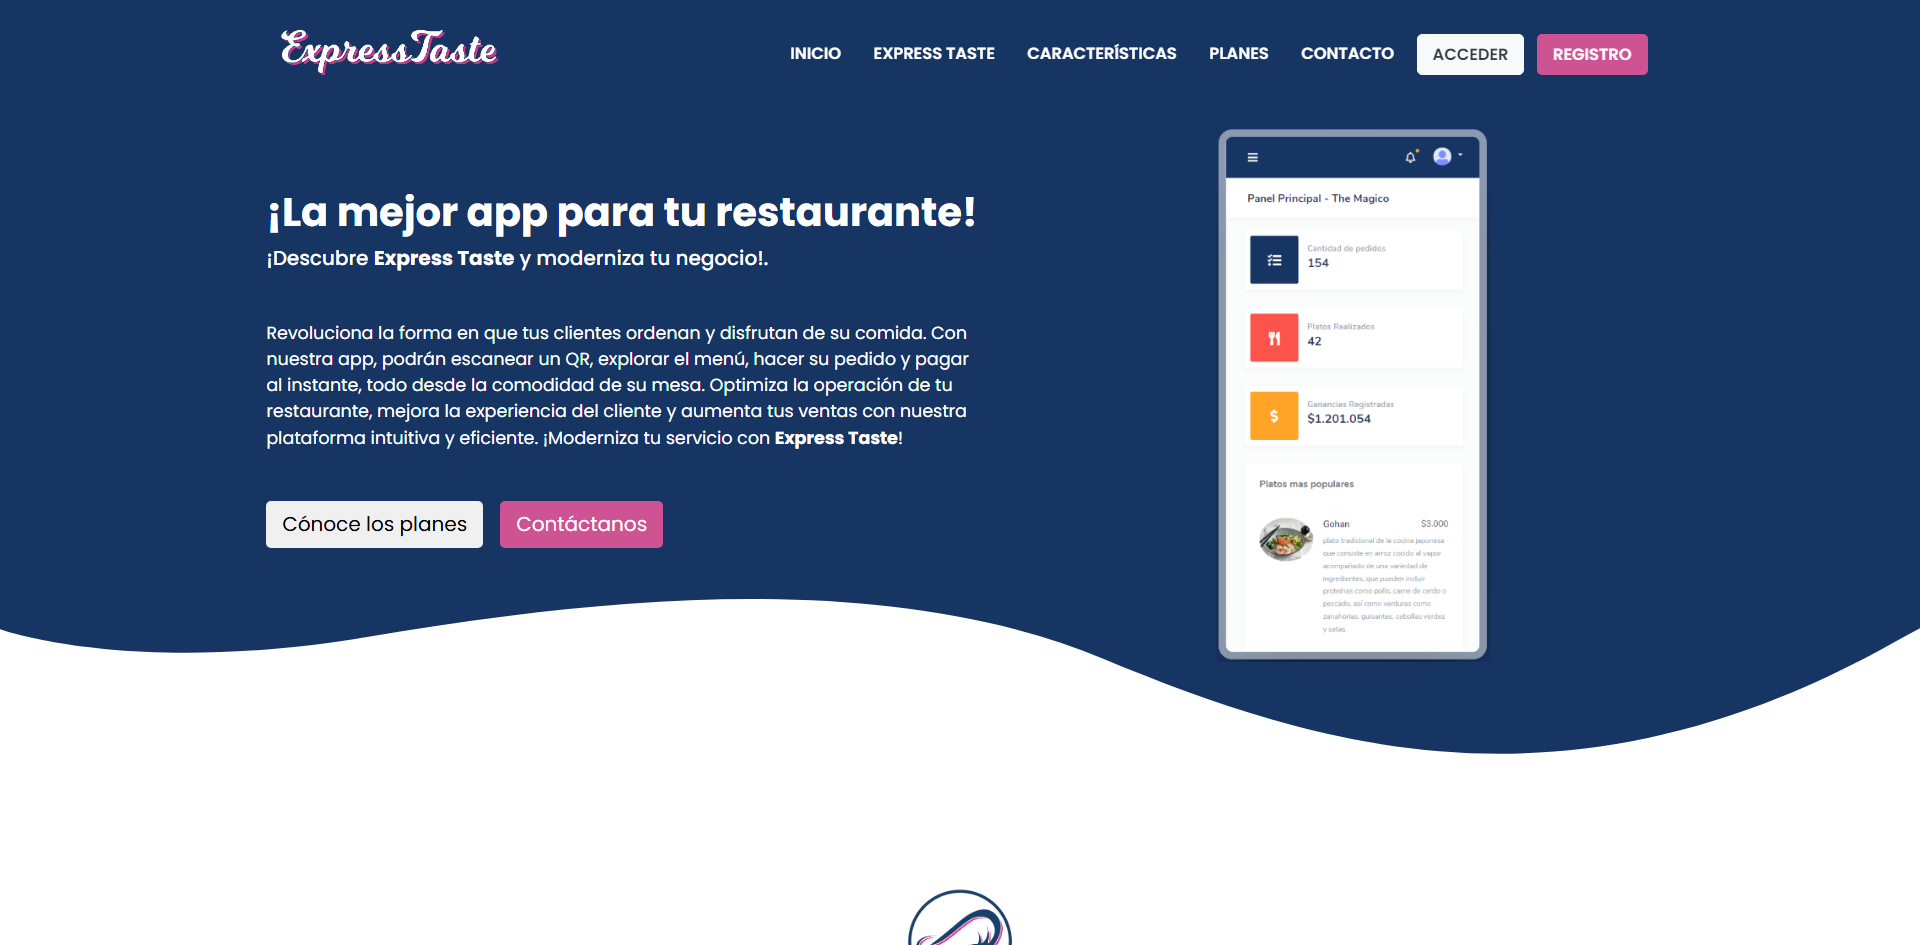 ExpressTaste
INICIO
EXPRESS TASTE
CARACTERÍSTICAS
PLANES
CONTACTO
ACCEDER
REGISTRO
¡La mejor app para tu restaurante!
¡Descubre Express Taste y moderniza tu negocio!.
Revoluciona la forma en que tus clientes ordenan y disfrutan de su comida. Con
nuestra app, podrán escanear un QR, explorar el menú, hacer su pedido y pagar
al instante, todo desde la comodidad de su mesa. Optimiza la operación de tu
restaurante, mejora la experiencia del cliente y aumenta tus ventas con nuestra
plataforma intuitiva y eficiente. ¡Moderniza tu servicio con Express Taste!
Cónoce los planes
Contáctanos
Panel Principal - The Magico
Cantidad de pedidos
154
Platos Realizados
42
Ganancias Registradas
$1.201.054
Platos mas populares
Gohan
$3.000
plato tradicional de la cocina japonesa
que consiste en arroz cocido al vapor
acompañado de una variedad de
ingredientes, que pueden incluir
proteínas como pollo, carne de cerdo o
pescado, así como verduras como
zanahorias, guisantes, cebollas verdes
y setas.